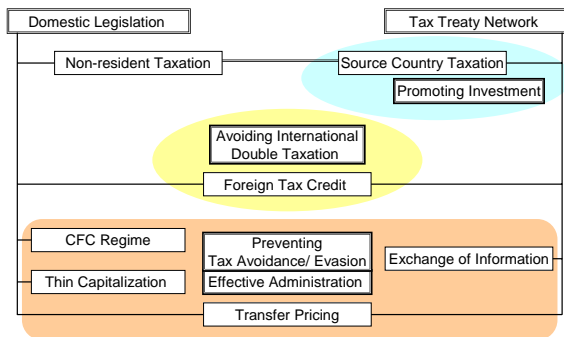 Domestic Legislation
Tax Treaty Network
Non-resident Taxation
Source Country Taxation
Promoting Investment
Avoiding International
Double Taxation
Foreign Tax Credit
CFC Regime
Preventing
Tax Avoidance/ Evasion
Exchange of Information
Thin Capitalization
Effective Administration
Transfer Pricing